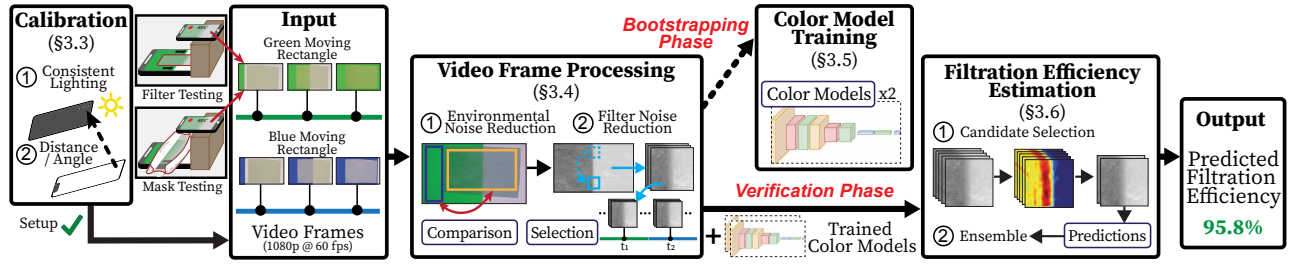 Calibration
(§3.3)
1 Consistent
Lighting
2 Distance
/ Angle
Setup
Filter Testing
Mask Testing
Input
Green Moving
Rectangle
Blue Moving
Rectangle
Video Frames
(1080p @ 60 fps)
Video Frame Processing
(§3.4)
1 Environmental
Noise Reduction
2 Filter Noise
Reduction
Comparison
Selection
t₁
t₂
Bootstrapping
Phase
Color Model
Training
(§3.5)
Color Models x2
Verification Phase
+
Trained
Color Models
Filtration Efficiency
Estimation
(§3.6)
1 Candidate Selection
2 Ensemble
Predictions
Output
Predicted
Filtration
Efficiency
95.8%